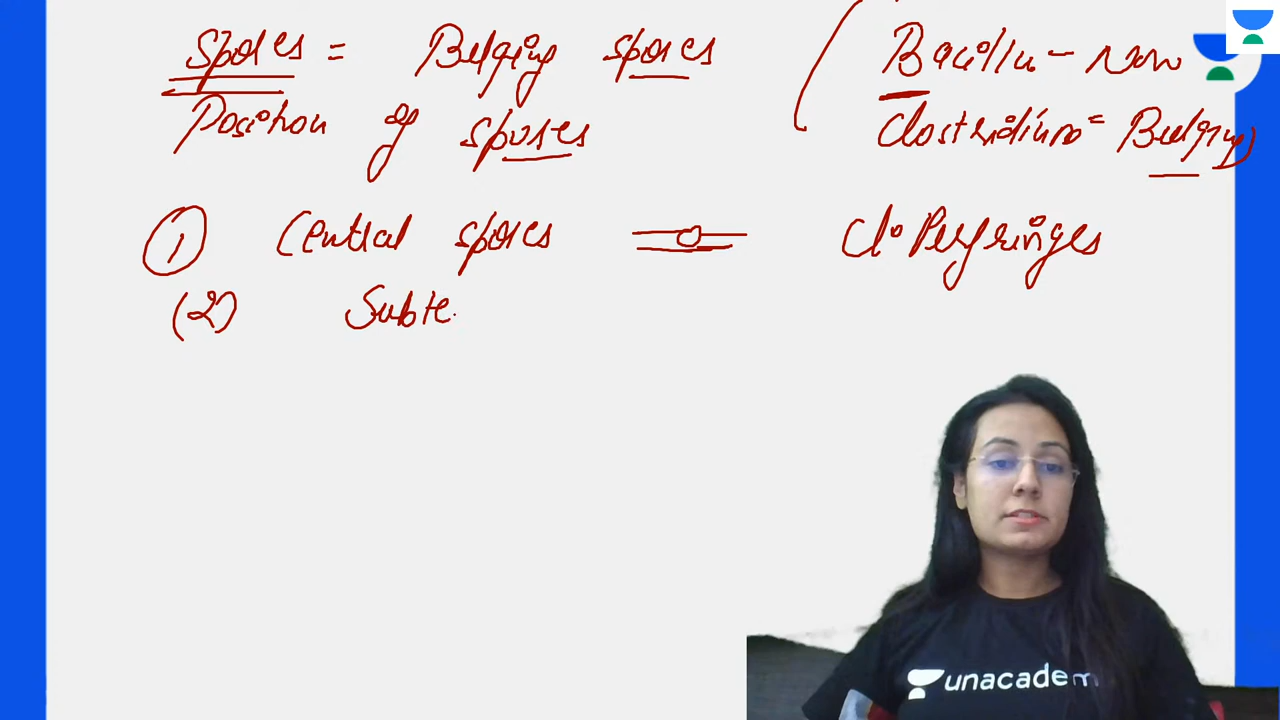 Spores = Bulging spores
Bacillus - Non
Position of spores
Clostridium = Bulging)
① Central spores Cl. Perfringes
(2) Subte
unacadem